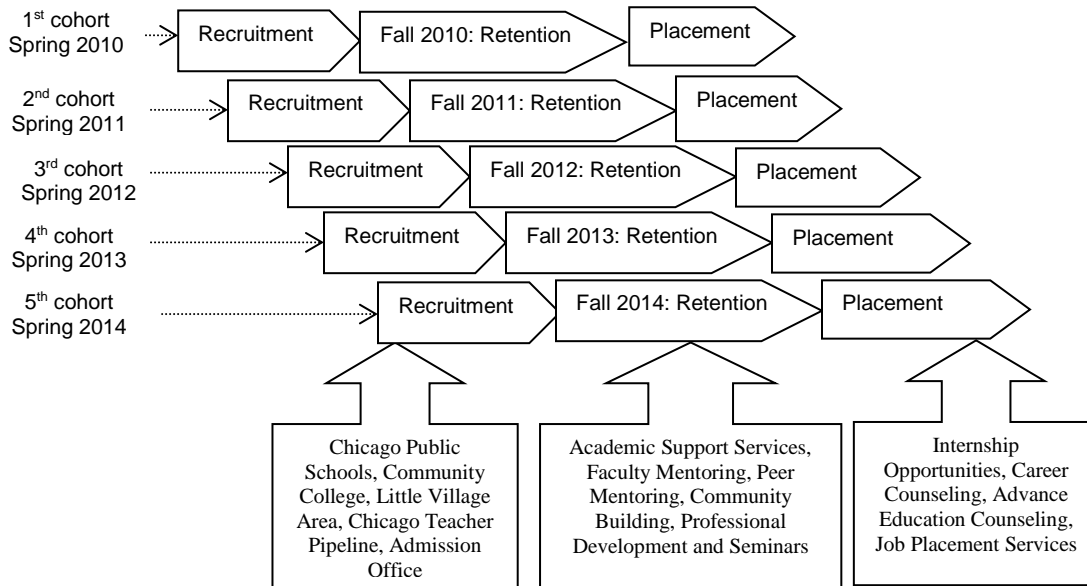 1st cohort
Spring 2010
Recruitment
Fall 2010: Retention
Placement
2nd cohort
Spring 2011
Recruitment
Fall 2011: Retention
Placement
3rd cohort
Spring 2012
Recruitment
Fall 2012: Retention
Placement
4th cohort
Spring 2013
Recruitment
Fall 2013: Retention
Placement
5th cohort
Spring 2014
Recruitment
Fall 2014: Retention
Placement
Chicago Public
Schools, Community
College, Little Village
Area, Chicago Teacher
Pipeline, Admission
Office
Academic Support Services,
Faculty Mentoring, Peer
Mentoring, Community
Building, Professional
Development and Seminars
Internship
Opportunities, Career
Counseling, Advance
Education Counseling,
Job Placement Services